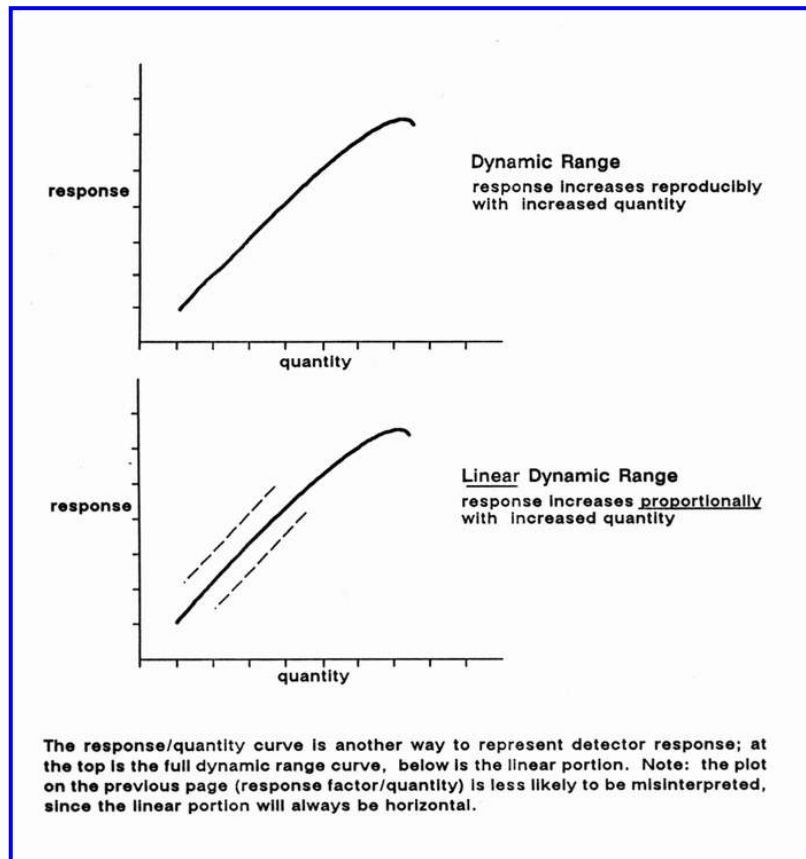 response
Dynamic Range
response increases reproducibly
with increased quantity
quantity
response
Linear Dynamic Range
response increases proportionally
with increased quantity
quantity
The response/quantity curve is another way to represent detector response; at
the top is the full dynamic range curve, below is the linear portion. Note: the plot
on the previous page (response factor/quantity) is less likely to be misinterpreted,
since the linear portion will always be horizontal.